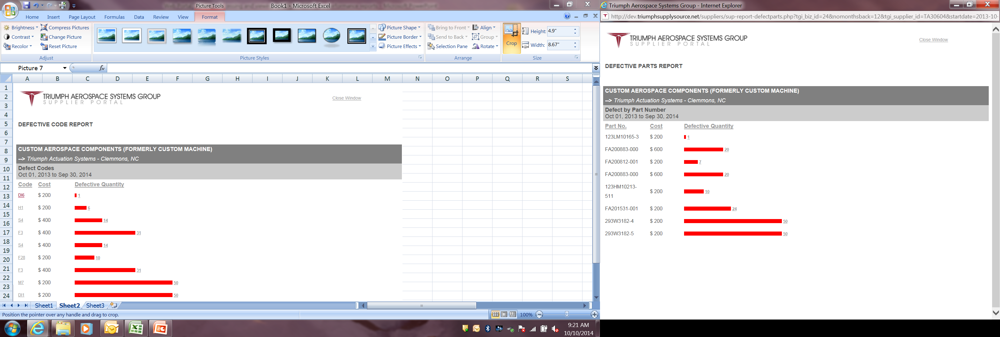 Picture Tools
Book1 - Microsoft Excel
Home Insert Page Layout Formulas Data Review View Format
Brightness Compress Pictures
Contrast Change Picture
Recolor Reset Picture
Adjust
Picture Styles
Picture Shape
Picture Border
Picture Effects
Bring to Front Align
Send to Back Group
Selection Pane Rotate
Arrange
Crop
Height: 4.9"
Width: 8.67"
Size
Picture 7
fx
A B C D E F G H I J K L M N O P Q R S
1
2
3
4
5
6
7
8
9
10
11
12
13
14
15
16
17
18
19
20
21
22
23
24
TRIUMPH AEROSPACE SYSTEMS GROUP
SUPPLIER PORTAL
Close Window
DEFECTIVE CODE REPORT
CUSTOM AEROSPACE COMPONENTS (FORMERLY CUSTOM MACHINE)
--> Triumph Actuation Systems - Clemmons, NC
Defect Codes
Oct 01, 2013 to Sep 30, 2014
Code Cost Defective Quantity
DI6 $ 200 1
H1 $ 200 6
S4 $ 400 14
F3 $ 400 31
S4 $ 400 14
F28 $ 200 10
F3 $ 400 31
M7 $ 200 50
DI1 $ 200 50
Sheet1 Sheet2 Sheet3
Position the pointer over any handle and drag to crop.
100%
9:21 AM
10/10/2014
Triumph Aerospace Systems Group - Internet Explorer
http://dev.triumphsupplysource.net/suppliers/sup-report-defectparts.php?tgi_biz_id=24&nomonthsback=12&tgi_supplier_id=TA30604&startdate=2013-10-
TRIUMPH AEROSPACE SYSTEMS GROUP
SUPPLIER PORTAL
Close Window
DEFECTIVE PARTS REPORT
CUSTOM AEROSPACE COMPONENTS (FORMERLY CUSTOM MACHINE)
--> Triumph Actuation Systems - Clemmons, NC
Defect by Part Number
Oct 01, 2013 to Sep 30, 2014
Part No. Cost Defective Quantity
123LM10165-3 $ 200 1
FA200883-000 $ 600 20
FA200812-001 $ 200 7
FA200883-000 $ 600 20
123HM10213-
511 $ 200 10
FA201531-001 $ 200 24
293W3182-4 $ 200 50
293W3182-5 $ 200 50